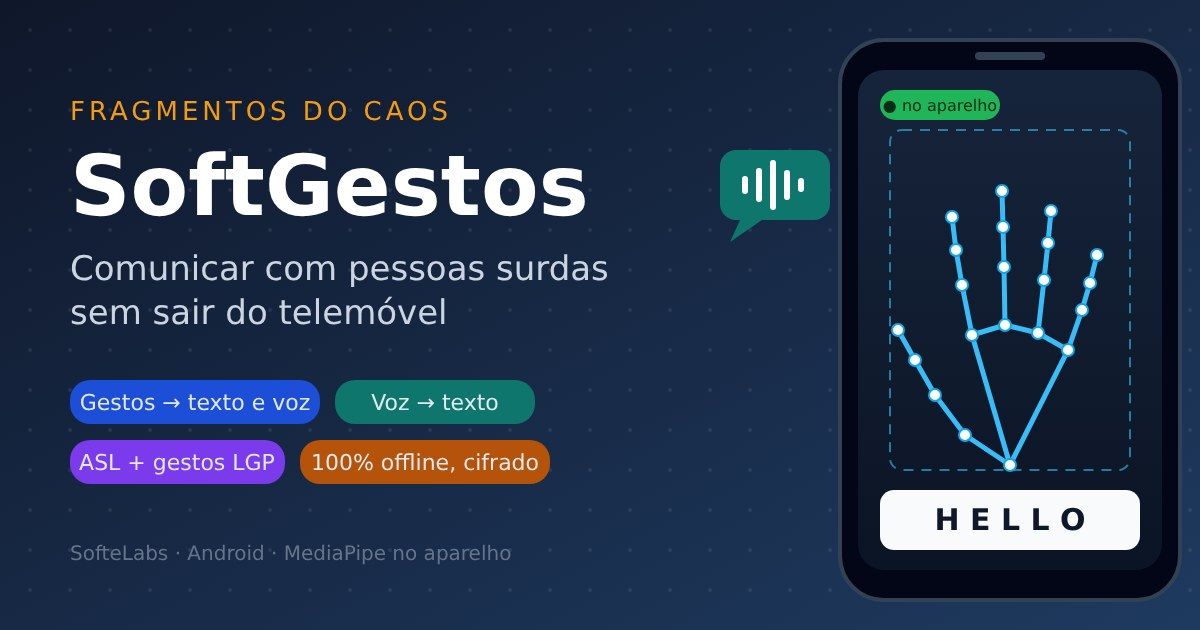 FRAGMENTOS DO CAOS
SoftGestos
Comunicar com pessoas surdas
sem sair do telemóvel
Gestos → texto e voz
Voz → texto
ASL + gestos LGP
100% offline, cifrado
SofteLabs · Android · MediaPipe no aparelho
● no aparelho
HELLO